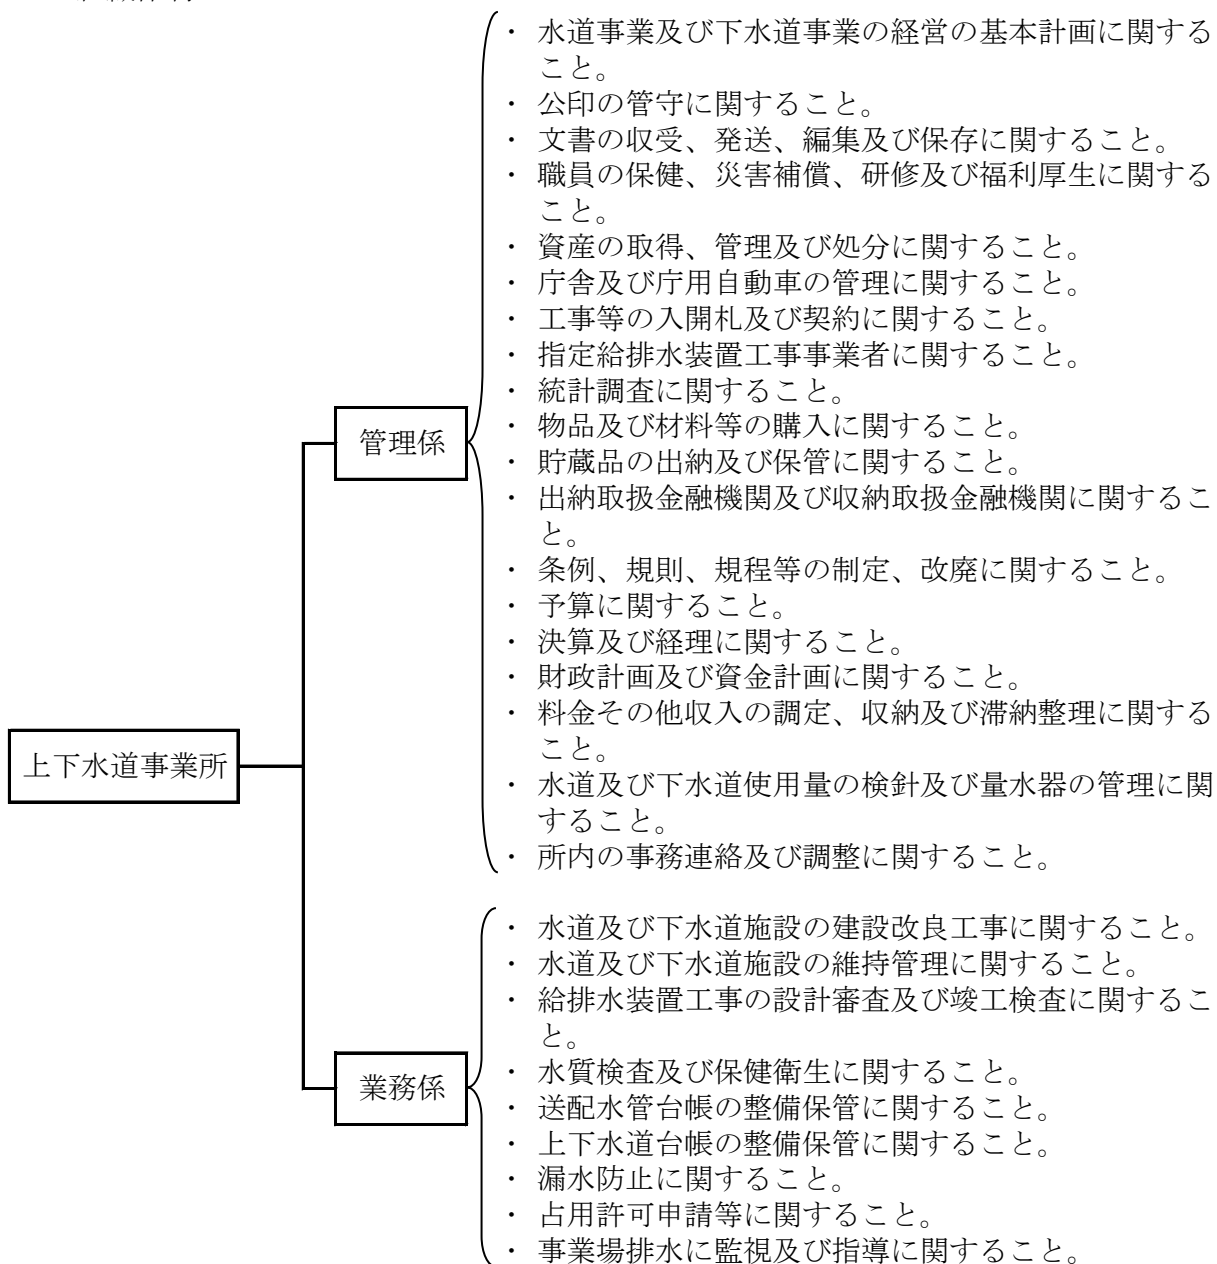 ・ 水道事業及び下水道事業の経営の基本計画に関する
こと。
・ 公印の管守に関すること。
・ 文書の収受、発送、編集及び保存に関すること。
・ 職員の保健、災害補償、研修及び福利厚生に関する
こと。
・ 資産の取得、管理及び処分に関すること。
・ 庁舎及び庁用自動車の管理に関すること。
・ 工事等の入開札及び契約に関すること。
・ 指定給排水装置工事事業者に関すること。
・ 統計調査に関すること。
管理係
・ 物品及び材料等の購入に関すること。
・ 貯蔵品の出納及び保管に関すること。
・ 出納取扱金融機関及び収納取扱金融機関に関するこ
と。
・ 条例、規則、規程等の制定、改廃に関すること。
・ 予算に関すること。
・ 決算及び経理に関すること。
・ 財政計画及び資金計画に関すること。
・ 料金その他収入の調定、収納及び滞納整理に関する
こと。
上下水道事業所
・ 水道及び下水道使用量の検針及び量水器の管理に関
すること。
・ 所内の事務連絡及び調整に関すること。
・ 水道及び下水道施設の建設改良工事に関すること。
・ 水道及び下水道施設の維持管理に関すること。
・ 給排水装置工事の設計審査及び竣工検査に関するこ
と。
業務係
・ 水質検査及び保健衛生に関すること。
・ 送配水管台帳の整備保管に関すること。
・ 上下水道台帳の整備保管に関すること。
・ 漏水防止に関すること。
・ 占用許可申請等に関すること。
・ 事業場排水に監視及び指導に関すること。